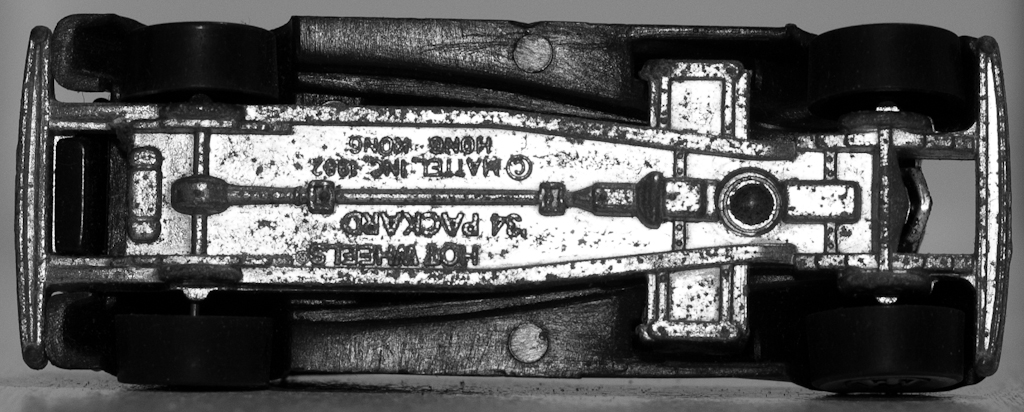 HOT WHEELS®
'34 PACKARD
© MATTEL, INC. 1982
HONG KONG